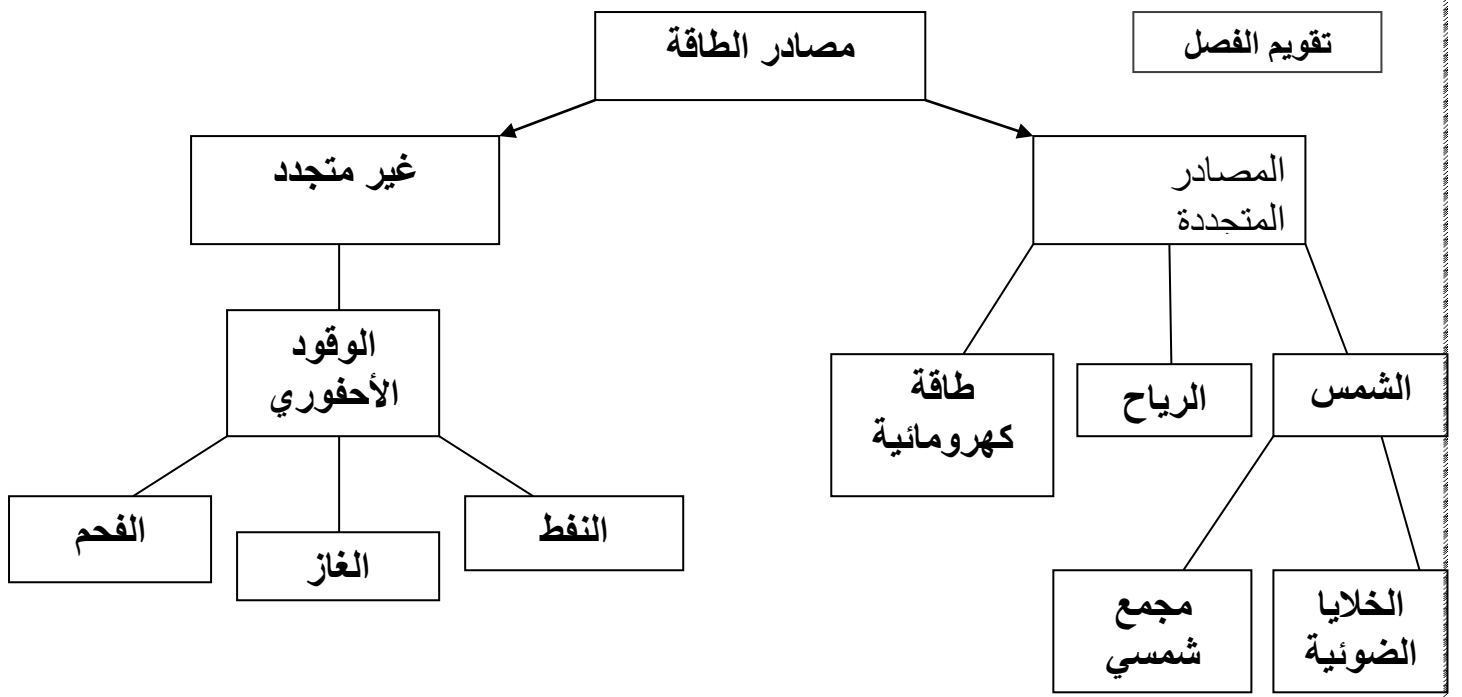 تقويم الفصل
مصادر الطاقة
المصادر
المتجددة
غير متجدد
الشمس
الرياح
طاقة
كهرومائية
الوقود
الأحفوري
الخلايا
الضوئية
مجمع
شمسي
النفط
الغاز
الفحم